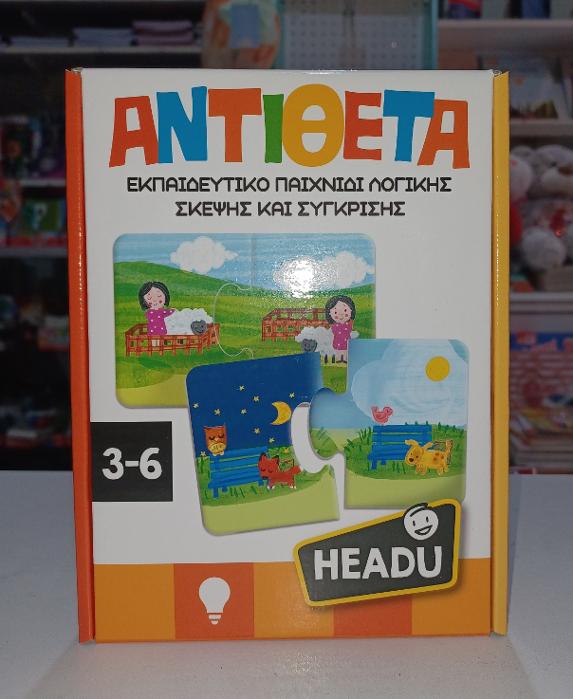 ΑΝΤΙΘΕΤΑ
ΕΚΠΑΙΔΕΥΤΙΚΟ ΠΑΙΧΝΙΔΙ ΛΟΓΙΚΗΣ
ΣΚΕΨΗΣ ΚΑΙ ΣΥΓΚΡΙΣΗΣ
3-6
HEADU